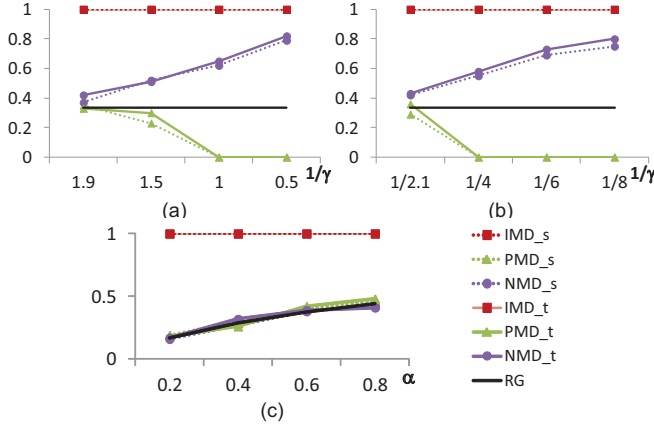 1
0.8
0.6
0.4
0.2
0
1.9 1.5 1 0.5 1/γ
(a)
1
0.8
0.6
0.4
0.2
0
1/2.1 1/4 1/6 1/8 1/γ
(b)
1
0.5
0
0.2 0.4 0.6 0.8 α
(c)
IMD_s
PMD_s
NMD_s
IMD_t
PMD_t
NMD_t
RG